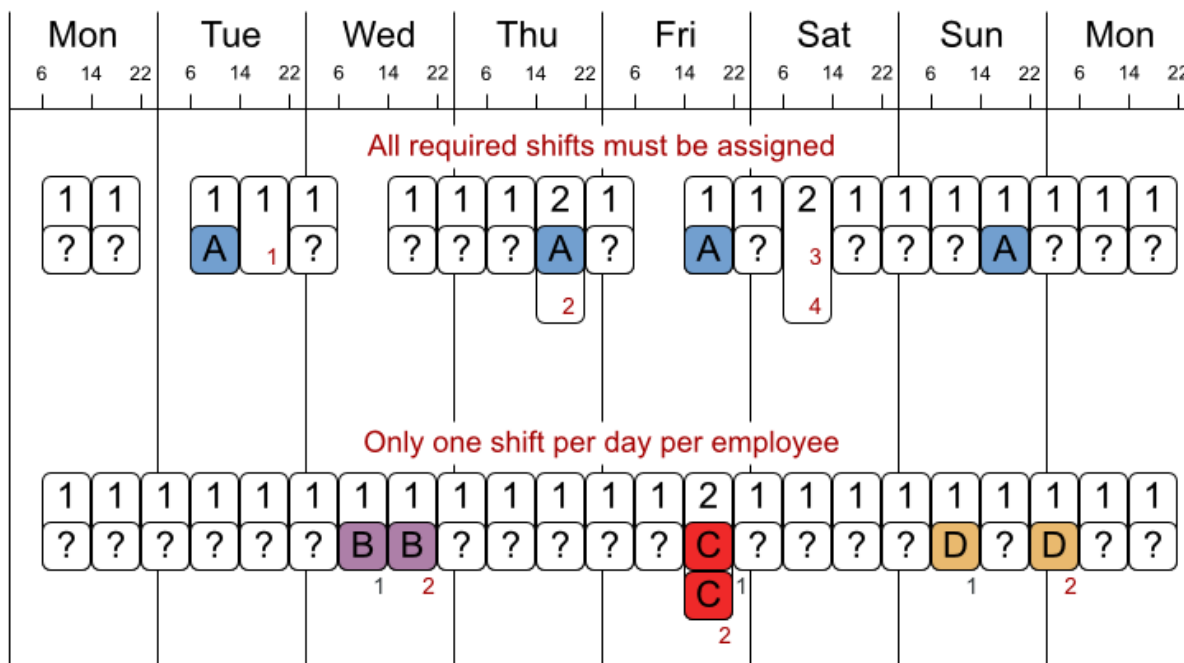 Mon Tue Wed Thu Fri Sat Sun Mon
6 14 22 6 14 22 6 14 22 6 14 22 6 14 22 6 14 22 6 14 22 6 14 22
All required shifts must be assigned
1 1 1 1 1 1 1 1 2 1 1 1 2 1 1 1 1 1 1 1
? ? A 1 ? ? ? ? A ? A ? 3 ? ? ? A ? ? ?
2 4
Only one shift per day per employee
1 1 1 1 1 1 1 1 1 1 1 1 1 2 1 1 1 1 1 1 1 1 1
? ? ? ? ? ? B B ? ? ? ? ? C ? ? ? ? D ? D ? ?
1 2 C 1 1 2
2